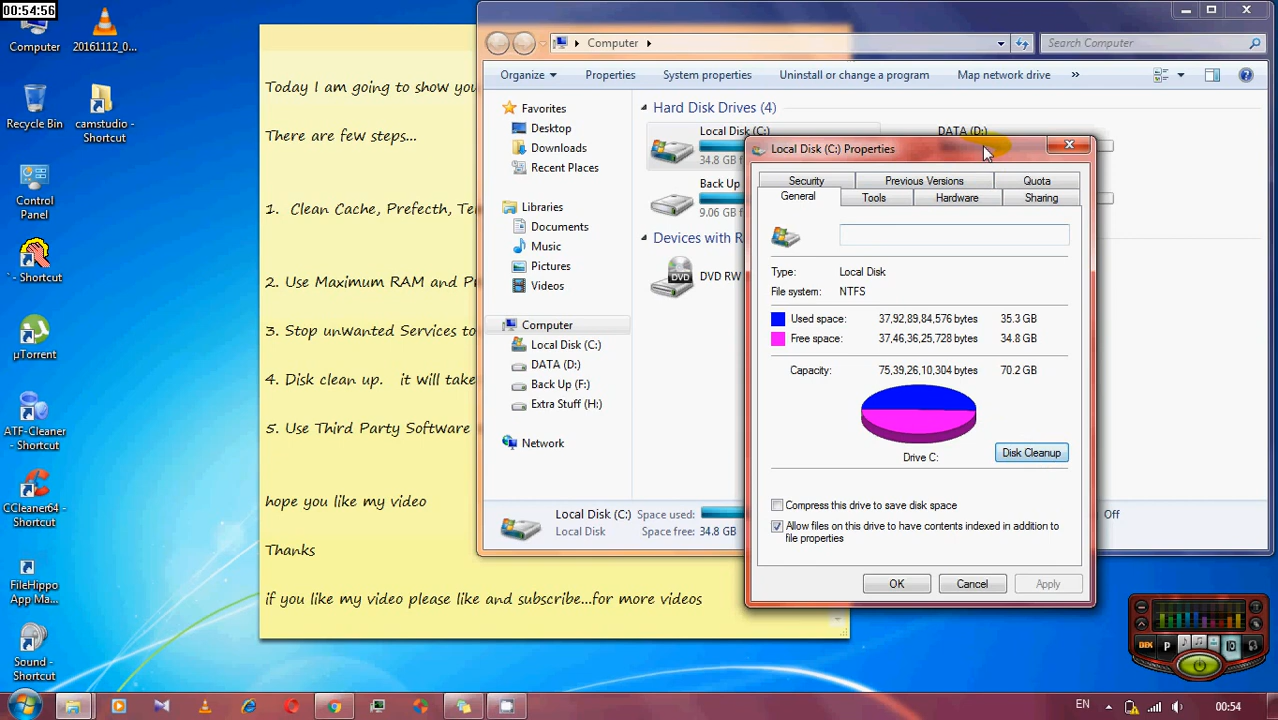 00:54:56
Computer
20161112_0...
Recycle Bin
camstudio -
Shortcut
Control
Panel
`- Shortcut
µTorrent
ATF-Cleaner
- Shortcut
CCleaner64 -
Shortcut
FileHippo
App Ma...
Sound -
Shortcut
Today I am going to show you
There are few steps...
1. Clean Cache, Prefecth, Te
2. Use Maximum RAM and P
3. Stop unwanted Services to
4. Disk clean up. it will take
5. Use Third Party Software
hope you like my video
Thanks
if you like my video please like and subscribe...for more videos
Computer
Search Computer
Organize
Properties
System properties
Uninstall or change a program
Map network drive
»
Favorites
Desktop
Downloads
Recent Places
Libraries
Documents
Music
Pictures
Videos
Computer
Local Disk (C:)
DATA (D:)
Back Up (F:)
Extra Stuff (H:)
Network
Hard Disk Drives (4)
Local Disk (C:)
34.8 G
DATA (D:)
Back Up
9.06 G
Devices with R
DVD
DVD RW
Local Disk (C:) Space used:
Local Disk Space free: 34.8 GB
Off
Local Disk (C:) Properties
Security
Previous Versions
Quota
General
Tools
Hardware
Sharing
Type: Local Disk
File system: NTFS
Used space: 37,92,89,84,576 bytes 35.3 GB
Free space: 37,46,36,25,728 bytes 34.8 GB
Capacity: 75,39,26,10,304 bytes 70.2 GB
Drive C:
Disk Cleanup
Compress this drive to save disk space
Allow files on this drive to have contents indexed in addition to
file properties
OK
Cancel
Apply
P
EN
00:54